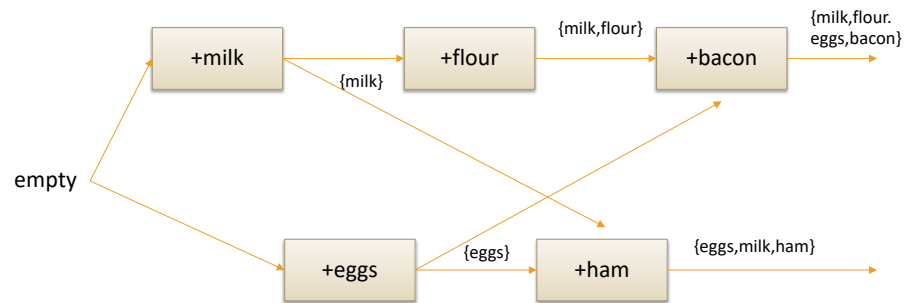 {milk,flour.
eggs,bacon}
{milk,flour}
+milk
+flour
+bacon
{milk}
empty
{eggs}
{eggs,milk,ham}
+eggs
+ham